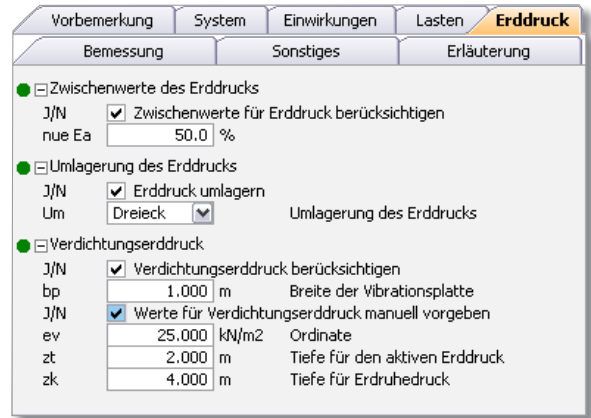 Vorbemerkung System Einwirkungen Lasten Erddruck
Bemessung Sonstiges Erläuterung
Zwischenwerte des Erddrucks
J/N Zwischenwerte für Erddruck berücksichtigen
nue Ea 50.0 %
Umlagerung des Erddrucks
J/N Erddruck umlagern
Um Dreieck Umlagerung des Erddrucks
Verdichtungserddruck
J/N Verdichtungserddruck berücksichtigen
bp 1.000 m Breite der Vibrationsplatte
J/N Werte für Verdichtungserddruck manuell vorgeben
ev 25.000 kN/m2 Ordinate
zt 2.000 m Tiefe für den aktiven Erddruck
zk 4.000 m Tiefe für Erdruhedruck